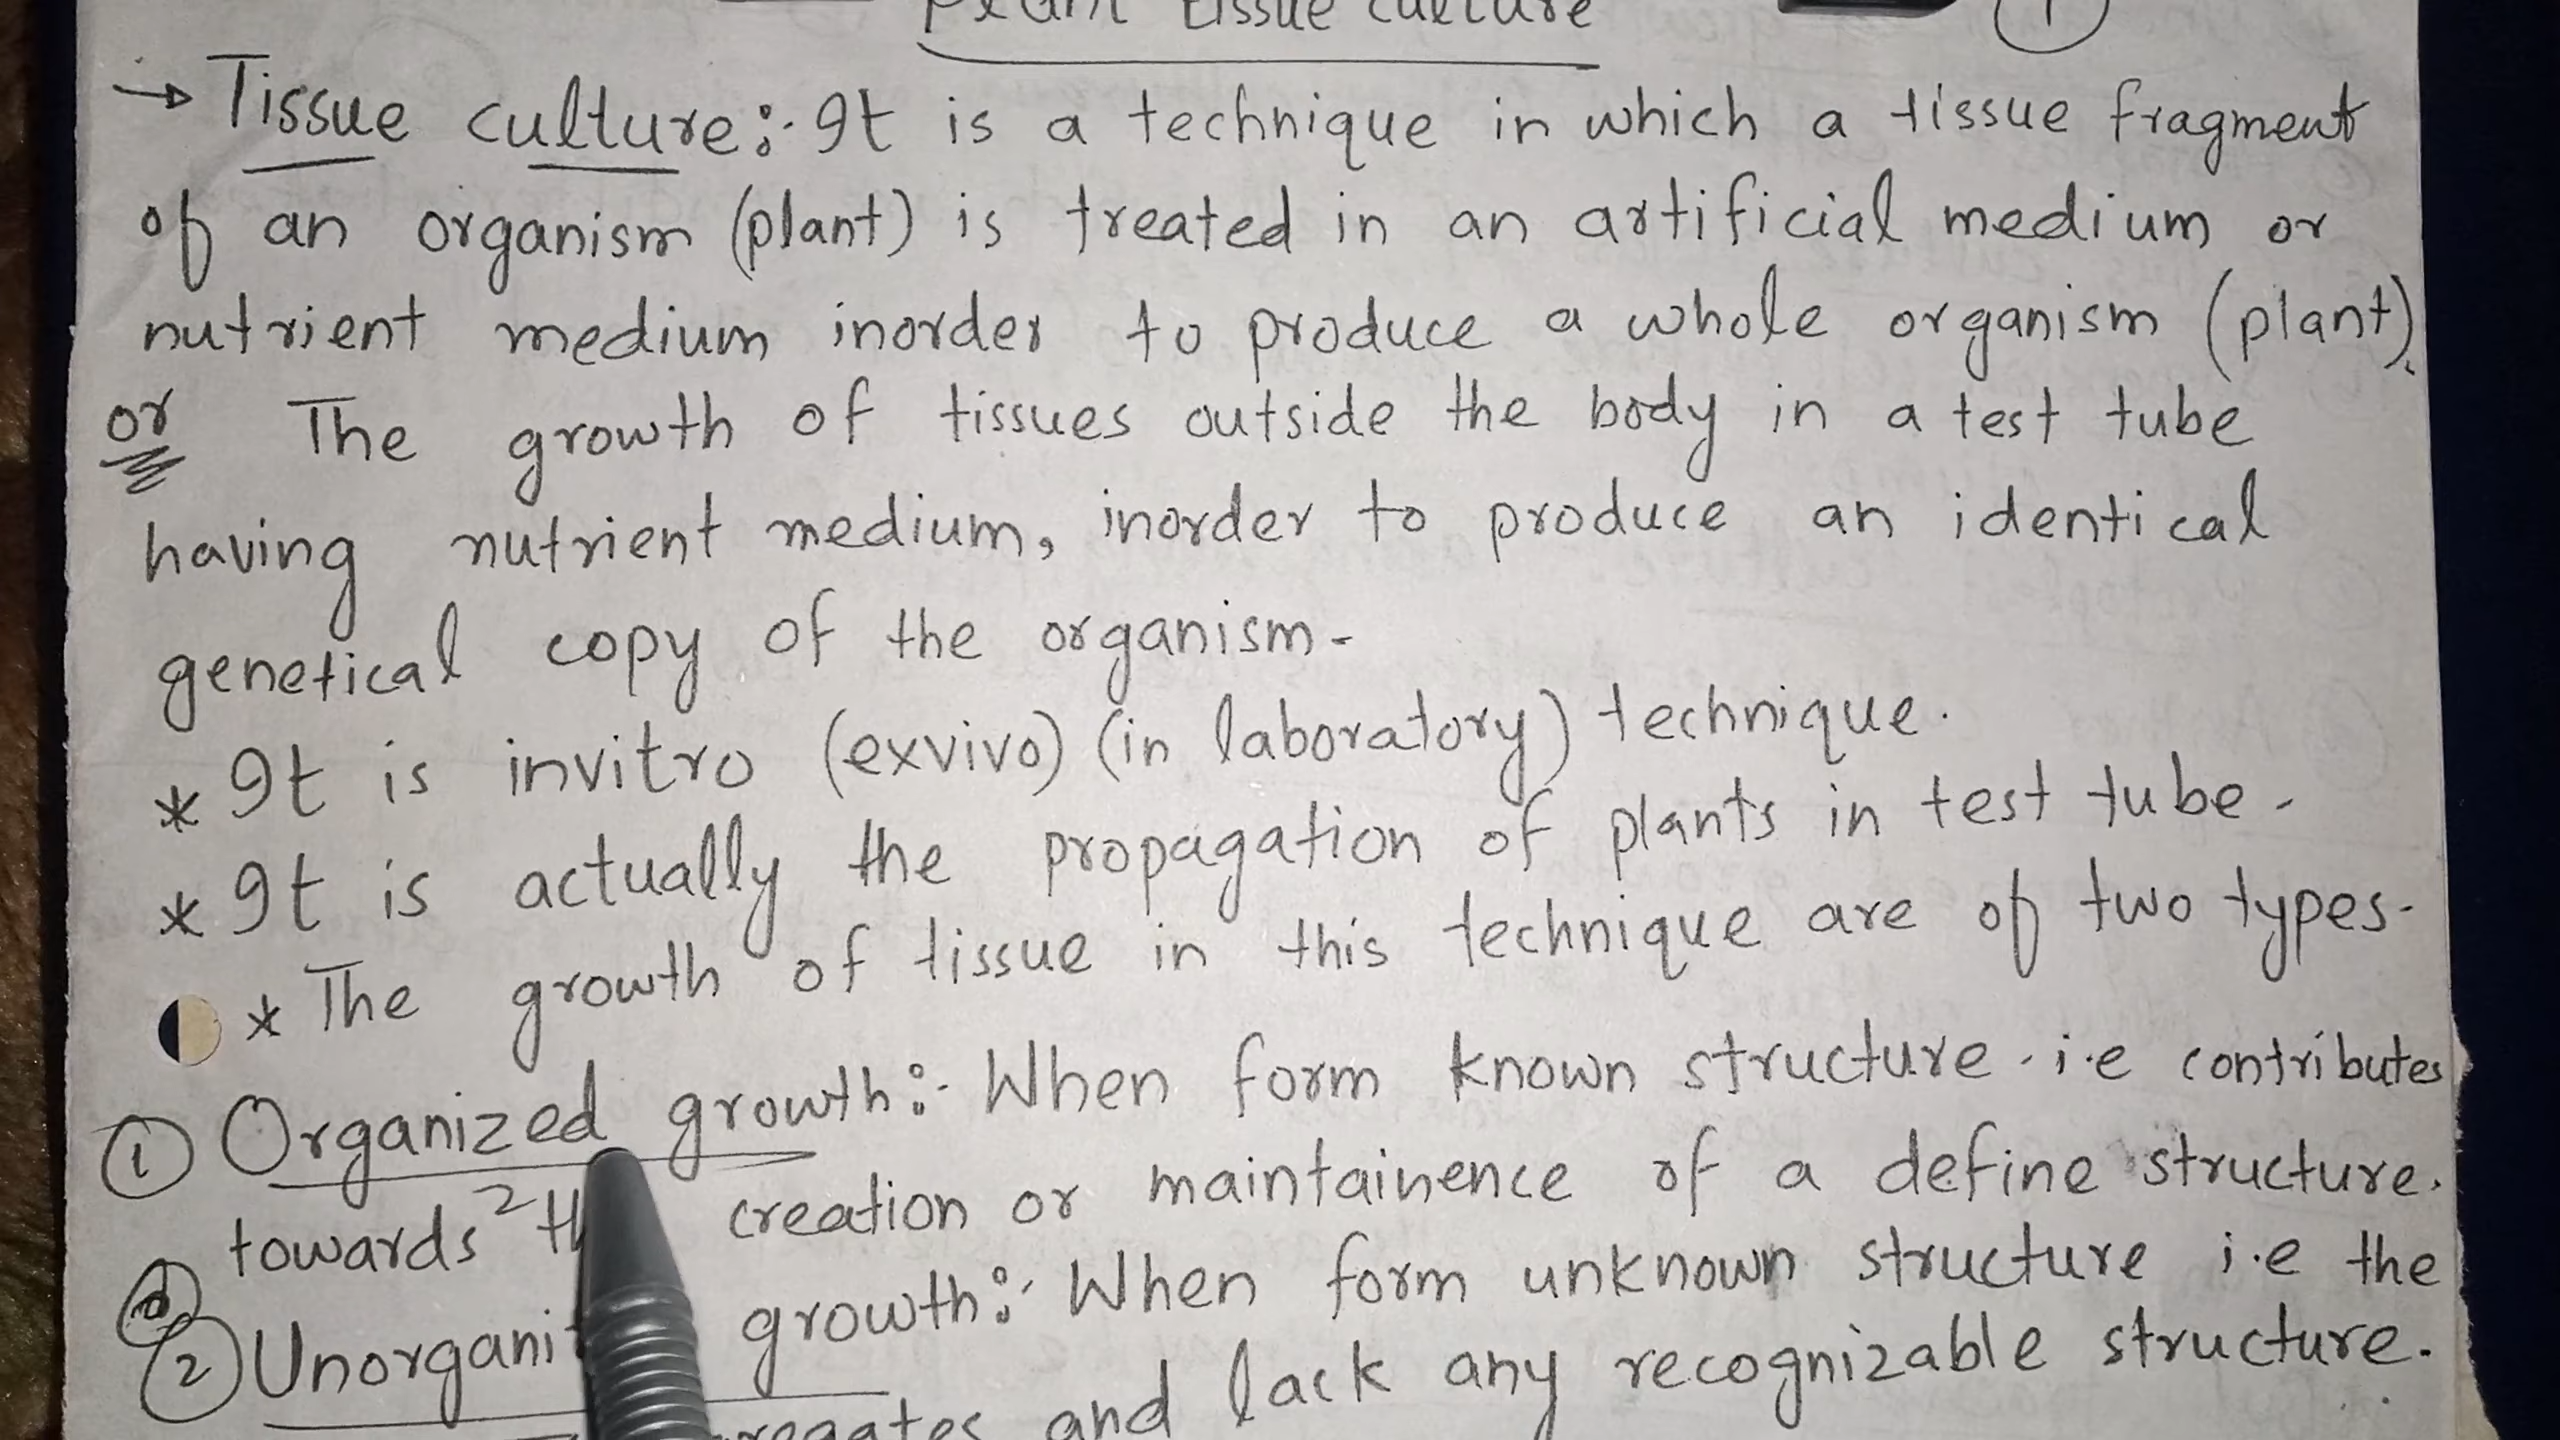 Plant tissue culture 1
→ Tissue culture:- It is a technique in which a tissue fragment
of an organism (plant) is treated in an artificial medium or
nutrient medium inorder to produce a whole organism (plant).
or The growth of tissues outside the body in a test tube
having nutrient medium, inorder to produce an identical
genetical copy of the organism-
* It is invitro (exvivo) (in laboratory) technique.
* It is actually the propagation of plants in test tube-
* The growth of tissue in this technique are of two types-
1 Organized growth:- When form known structure. i.e contributes
towards creation or maintainence of a define structure.
2 growth:- When form unknown structure i.e the
and lack any recognizable structure.